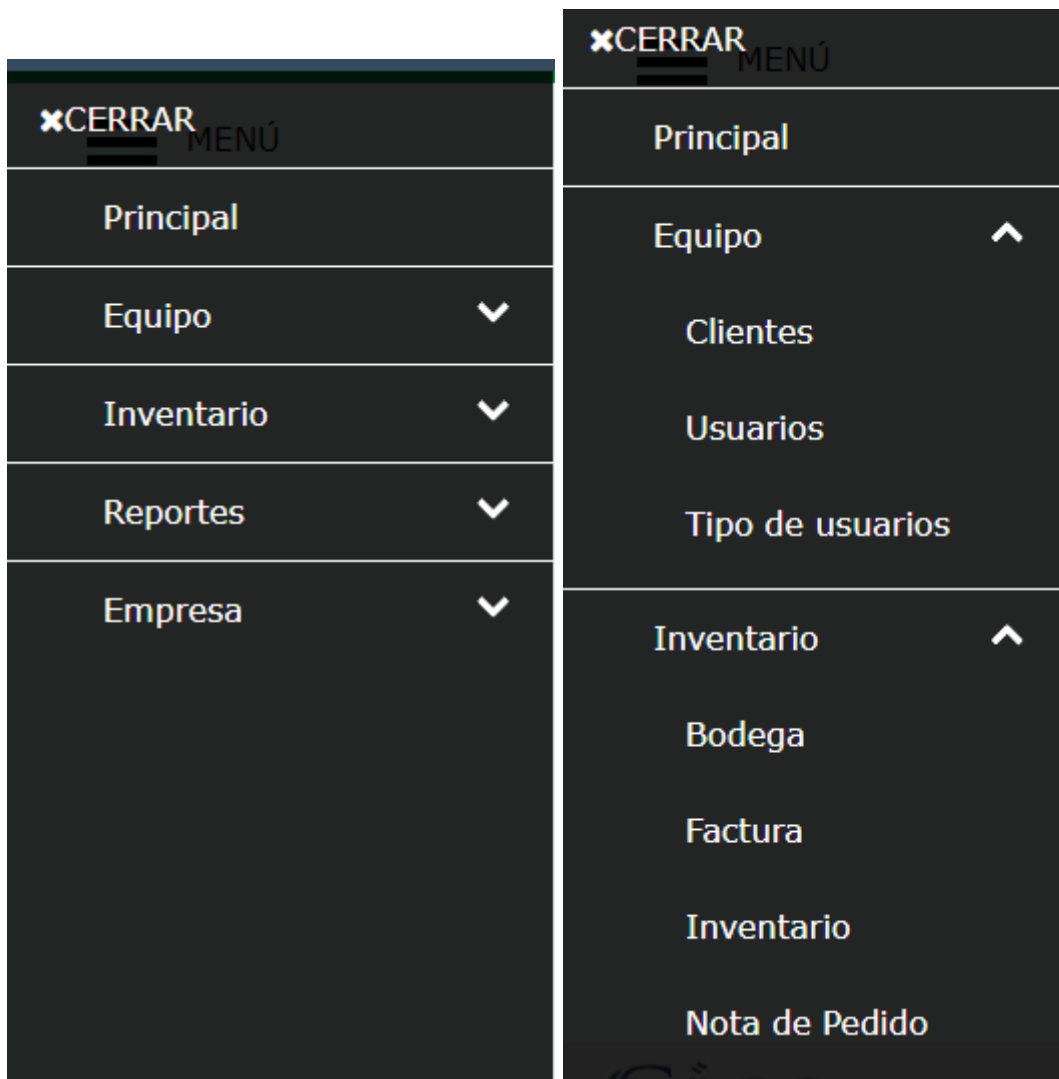 CERRAR
MENÚ
Principal
Equipo
Inventario
Reportes
Empresa
CERRAR
MENÚ
Principal
Equipo
Clientes
Usuarios
Tipo de usuarios
Inventario
Bodega
Factura
Inventario
Nota de Pedido